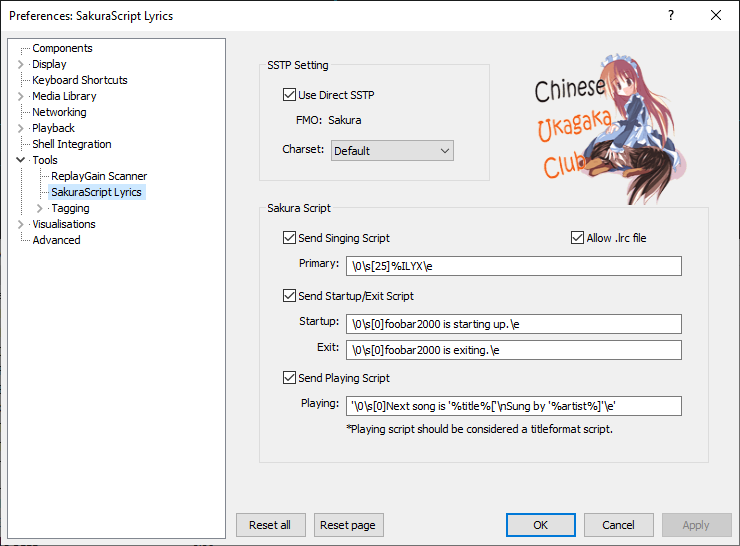 Preferences: SakuraScript Lyrics
Components
Display
Keyboard Shortcuts
Media Library
Networking
Playback
Shell Integration
Tools
ReplayGain Scanner
SakuraScript Lyrics
Tagging
Visualisations
Advanced
SSTP Setting
Use Direct SSTP
FMO: Sakura
Charset: Default
Chinese
Ukagaka
Club
Sakura Script
Send Singing Script Allow .lrc file
Primary: \0\s[25]%ILYX\e
Send Startup/Exit Script
Startup: \0\s[0]foobar2000 is starting up.\e
Exit: \0\s[0]foobar2000 is exiting.\e
Send Playing Script
Playing: '\0\s[0]Next song is '%title%['\nSung by '%artist%]'\e'
*Playing script should be considered a titleformat script.
Reset all Reset page OK Cancel Apply